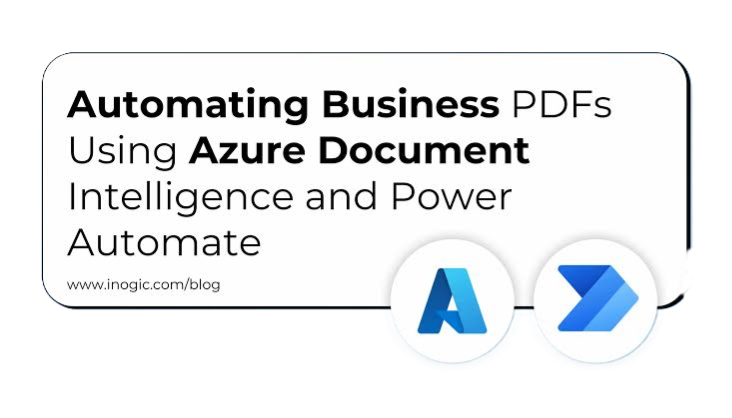 Automating Business PDFs
Using Azure Document
Intelligence and Power
Automate
www.inogic.com/blog